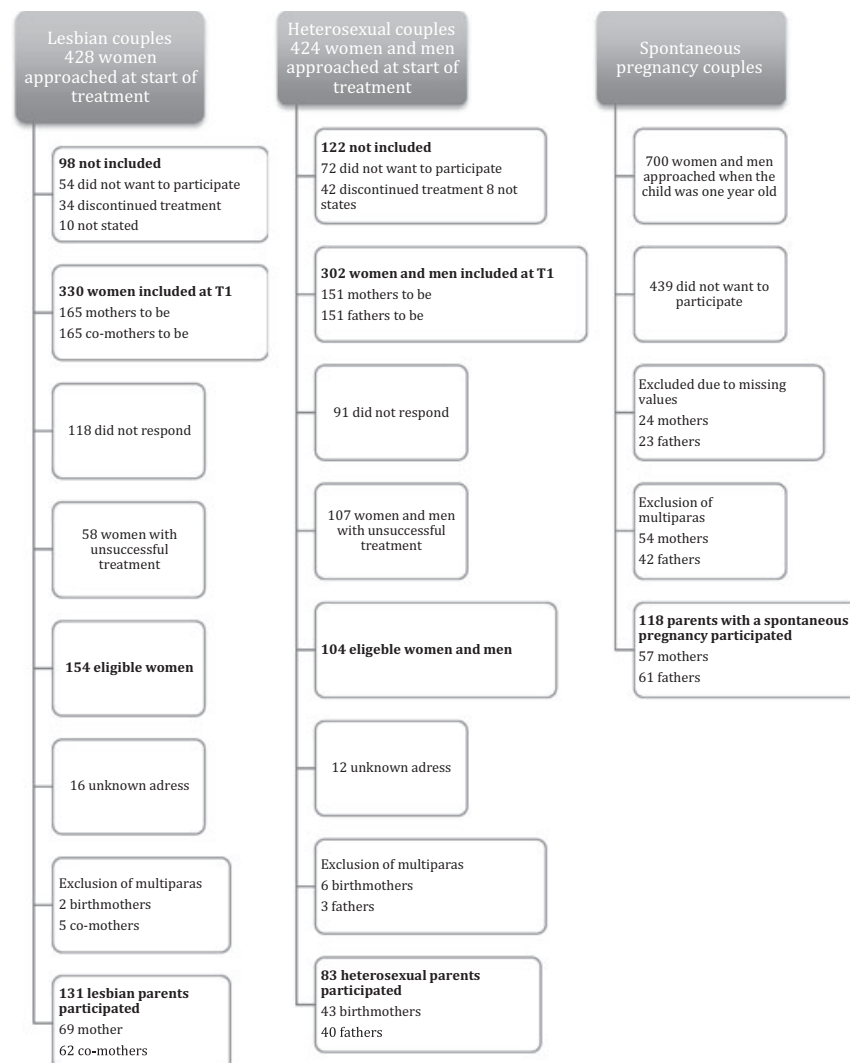 Lesbian couples
428 women
approached at start of
treatment
98 not included
54 did not want to participate
34 discontinued treatment
10 not stated
330 women included at T1
165 mothers to be
165 co-mothers to be
118 did not respond
58 women with
unsuccessful
treatment
154 eligible women
16 unknown adress
Exclusion of multiparas
2 birthmothers
5 co-mothers
131 lesbian parents
participated
69 mother
62 co-mothers
Heterosexual couples
424 women and men
approached at start of
treatment
122 not included
72 did not want to participate
42 discontinued treatment 8 not
states
302 women and men included at T1
151 mothers to be
151 fathers to be
91 did not respond
107 women and men
with unsuccessful
treatment
104 eligeble women and men
12 unknown adress
Exclusion of multiparas
6 birthmothers
3 fathers
83 heterosexual parents
participated
43 birthmothers
40 fathers
Spontaneous
pregnancy couples
700 women and men
approached when the
child was one year old
439 did not want to
participate
Excluded due to missing
values
24 mothers
23 fathers
Exclusion of
multiparas
54 mothers
42 fathers
118 parents with a spontaneous
pregnancy participated
57 mothers
61 fathers